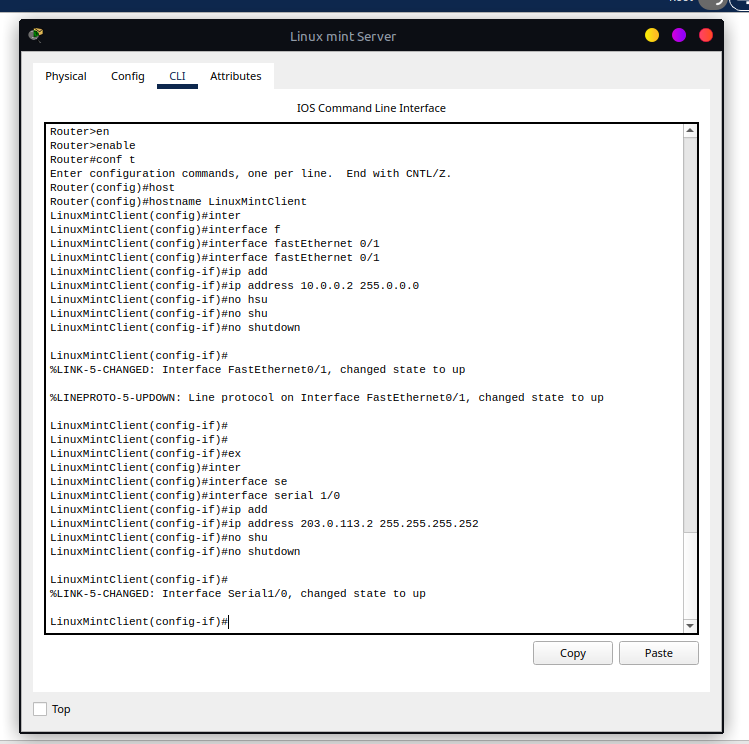 Linux mint Server
Physical Config CLI Attributes
IOS Command Line Interface
Router>en
Router>enable
Router#conf t
Enter configuration commands, one per line.  End with CNTL/Z.
Router(config)#host
Router(config)#hostname LinuxMintClient
LinuxMintClient(config)#inter
LinuxMintClient(config)#interface f
LinuxMintClient(config)#interface fastEthernet 0/1
LinuxMintClient(config)#interface fastEthernet 0/1
LinuxMintClient(config-if)#ip add
LinuxMintClient(config-if)#ip address 10.0.0.2 255.0.0.0
LinuxMintClient(config-if)#no hsu
LinuxMintClient(config-if)#no shu
LinuxMintClient(config-if)#no shutdown
LinuxMintClient(config-if)#
%LINK-5-CHANGED: Interface FastEthernet0/1, changed state to up
%LINEPROTO-5-UPDOWN: Line protocol on Interface FastEthernet0/1, changed state to up
LinuxMintClient(config-if)#
LinuxMintClient(config-if)#
LinuxMintClient(config-if)#ex
LinuxMintClient(config)#inter
LinuxMintClient(config)#interface se
LinuxMintClient(config)#interface serial 1/0
LinuxMintClient(config-if)#ip add
LinuxMintClient(config-if)#ip address 203.0.113.2 255.255.255.252
LinuxMintClient(config-if)#no shu
LinuxMintClient(config-if)#no shutdown
LinuxMintClient(config-if)#
%LINK-5-CHANGED: Interface Serial1/0, changed state to up
LinuxMintClient(config-if)#
Copy Paste
Top